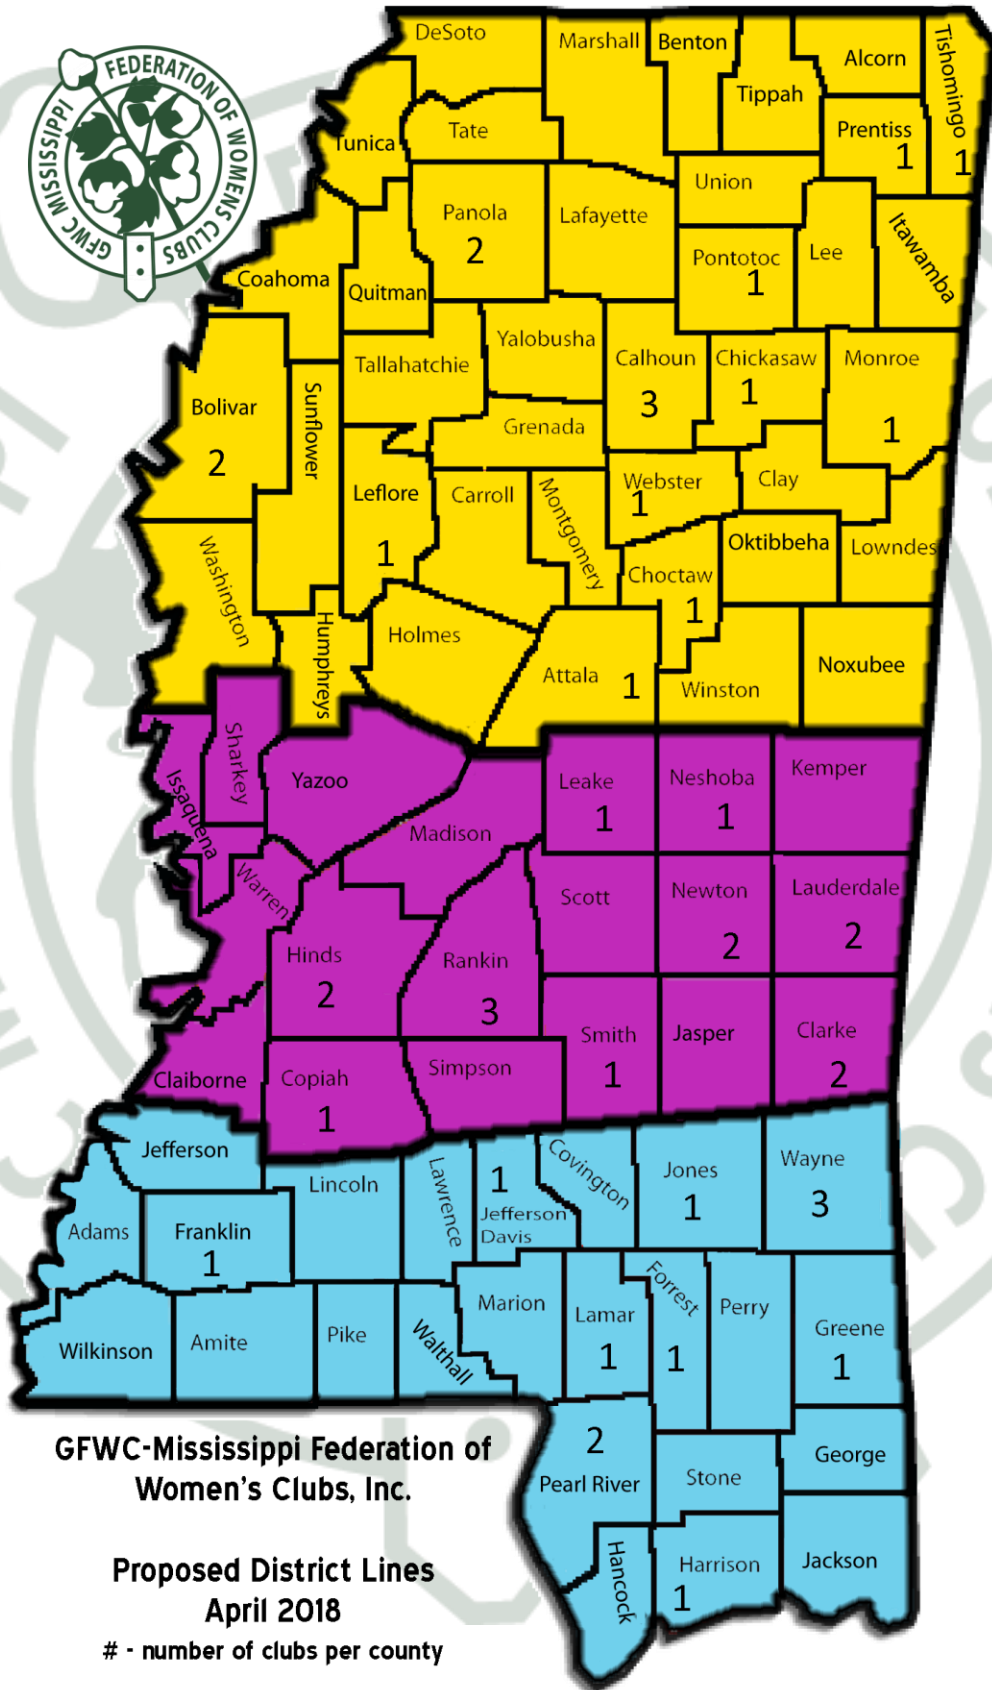 GFWC MISSISSIPPI FEDERATION OF WOMENS CLUBS
DeSoto
Marshall
Benton
Tippah
Alcorn
Tishomingo
1
Tunica
Tate
Prentiss
1
Union
Panola
2
Lafayette
Pontotoc
1
Lee
Itawamba
Coahoma
Quitman
Tallahatchie
Yalobusha
Calhoun
3
Chickasaw
1
Monroe
1
Bolivar
2
Sunflower
Grenada
Leflore
1
Carroll
Montgomery
Webster
1
Clay
Washington
Choctaw
1
Oktibbeha
Lowndes
Humphreys
Holmes
Attala
1
Winston
Noxubee
Issaquena
Sharkey
Yazoo
Madison
Leake
1
Neshoba
1
Kemper
Warren
Hinds
2
Rankin
3
Scott
Newton
2
Lauderdale
2
Claiborne
Copiah
1
Simpson
Smith
1
Jasper
Clarke
2
Jefferson
Lincoln
Lawrence
1
Jefferson
Davis
Covington
Jones
1
Wayne
3
Adams
Franklin
1
Wilkinson
Amite
Pike
Walthall
Marion
Lamar
1
Forrest
1
Perry
Greene
1
2
Pearl River
Stone
George
Hancock
Harrison
1
Jackson
GFWC-Mississippi Federation of
Women's Clubs, Inc.
Proposed District Lines
April 2018
# - number of clubs per county